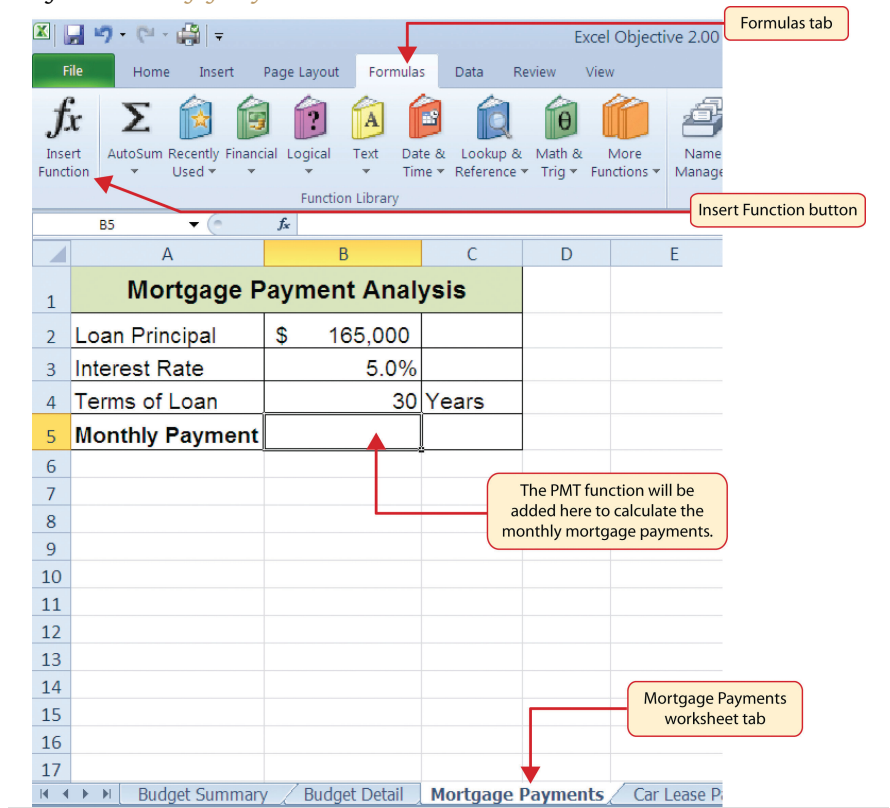 Formulas tab
Excel Objective 2.00
File Home Insert Page Layout Formulas Data Review View
Insert Function
AutoSum
Recently Used
Financial
Logical
Text
Date & Time
Lookup & Reference
Math & Trig
More Functions
Name
Function Library
Insert Function button
B5 fx
A B C D E
1 Mortgage Payment Analysis
2 Loan Principal $ 165,000
3 Interest Rate 5.0%
4 Terms of Loan 30 Years
5 Monthly Payment
6
7
The PMT function will be
added here to calculate the
monthly mortgage payments.
8
9
10
11
12
13
14
Mortgage Payments
worksheet tab
15
16
17
Budget Summary Budget Detail Mortgage Payments Car Lease